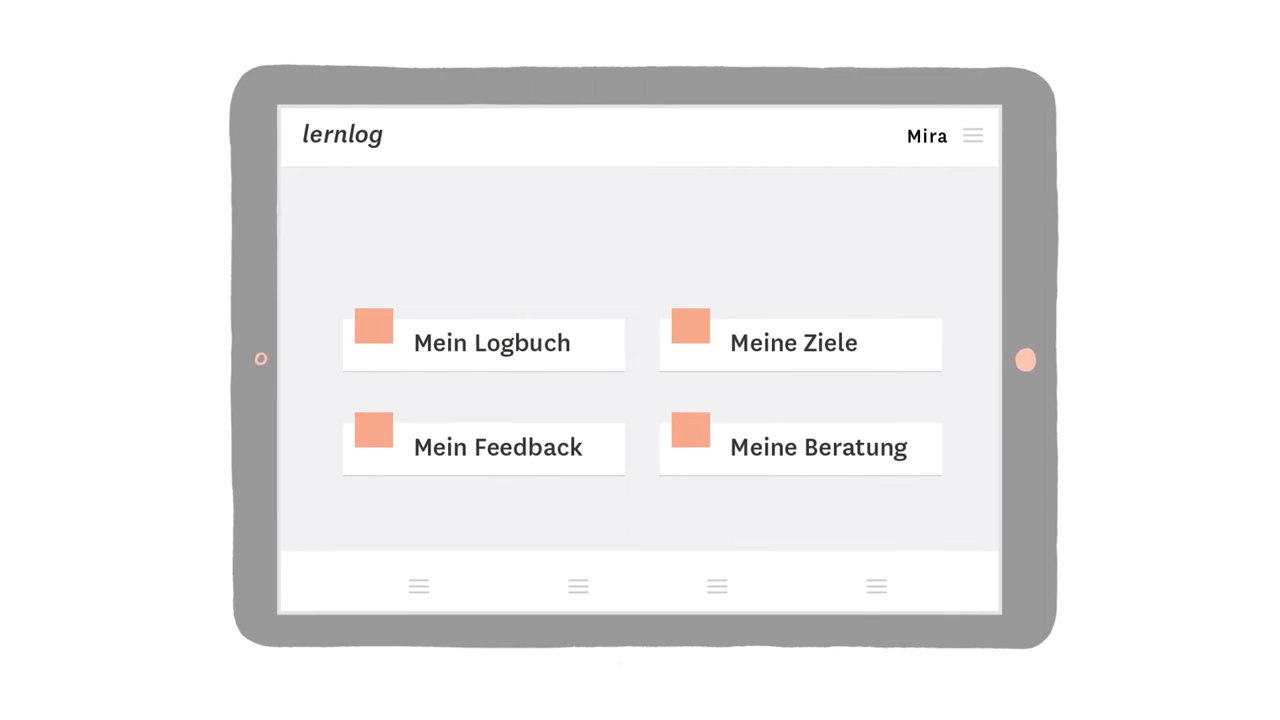 lernlog
Mira
Mein Logbuch
Meine Ziele
Mein Feedback
Meine Beratung